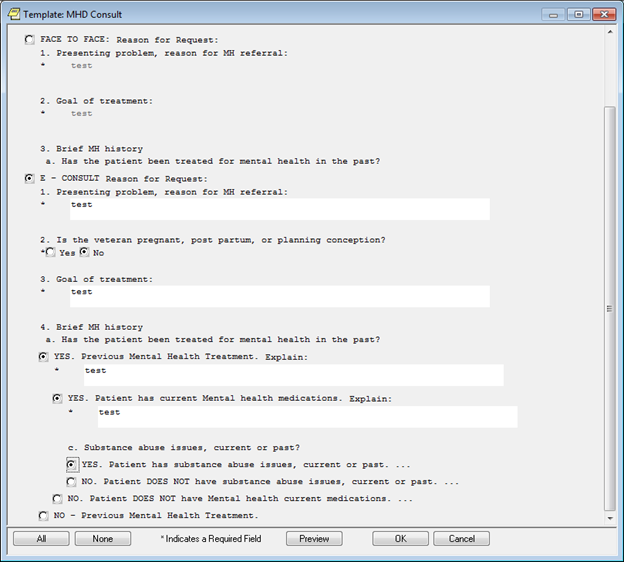 Template: MHD Consult
FACE TO FACE: Reason for Request:
1. Presenting problem, reason for MH referral:
* test
2. Goal of treatment:
* test
3. Brief MH history
a. Has the patient been treated for mental health in the past?
E - CONSULT Reason for Request:
1. Presenting problem, reason for MH referral:
* test
2. Is the veteran pregnant, post partum, or planning conception?
* Yes No
3. Goal of treatment:
* test
4. Brief MH history
a. Has the patient been treated for mental health in the past?
YES. Previous Mental Health Treatment. Explain:
* test
YES. Patient has current Mental health medications. Explain:
* test
c. Substance abuse issues, current or past?
YES. Patient has substance abuse issues, current or past. ...
NO. Patient DOES NOT have substance abuse issues, current or past. ...
NO. Patient DOES NOT have Mental health current medications. ...
NO - Previous Mental Health Treatment.
All None * Indicates a Required Field Preview OK Cancel